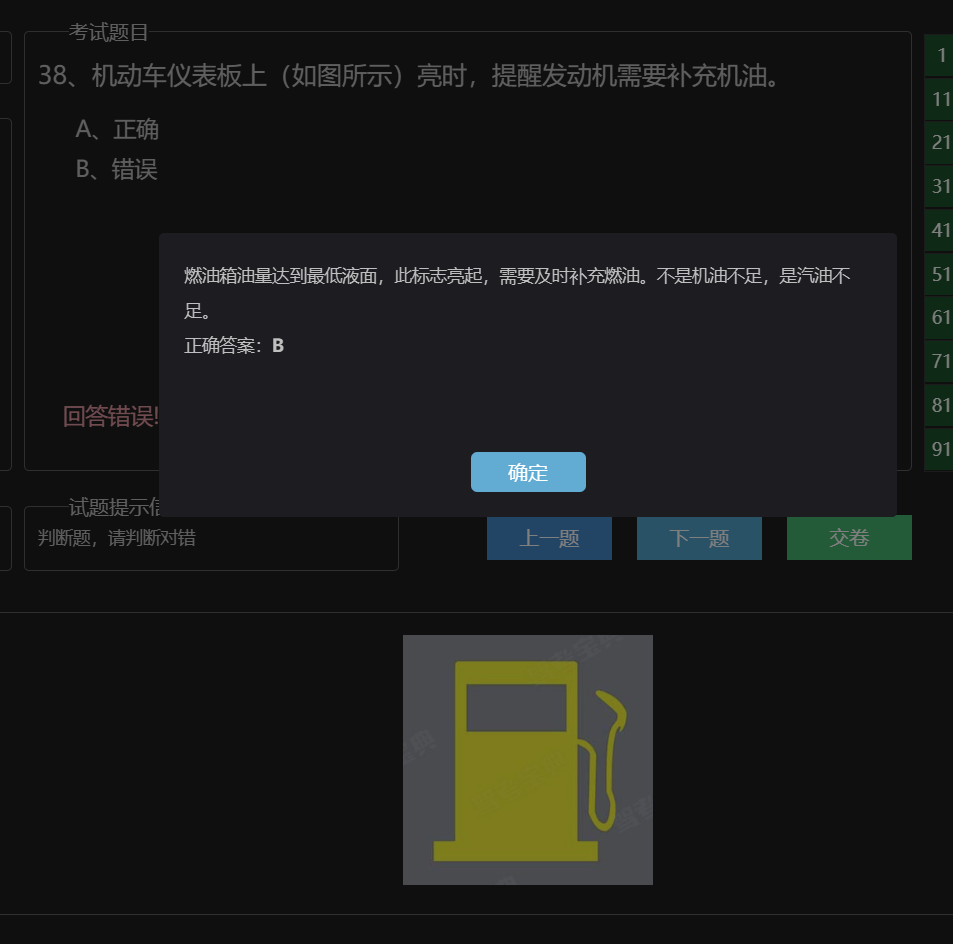 考试题目
38、机动车仪表板上（如图所示）亮时，提醒发动机需要补充机油。
A、正确
B、错误
燃油箱油量达到最低液面，此标志亮起，需要及时补充燃油。不是机油不足，是汽油不
足。
正确答案：B
回答错误!
确定
试题提示
判断题，请判断对错
上一题
下一题
交卷
1
11
21
31
41
51
61
71
81
91